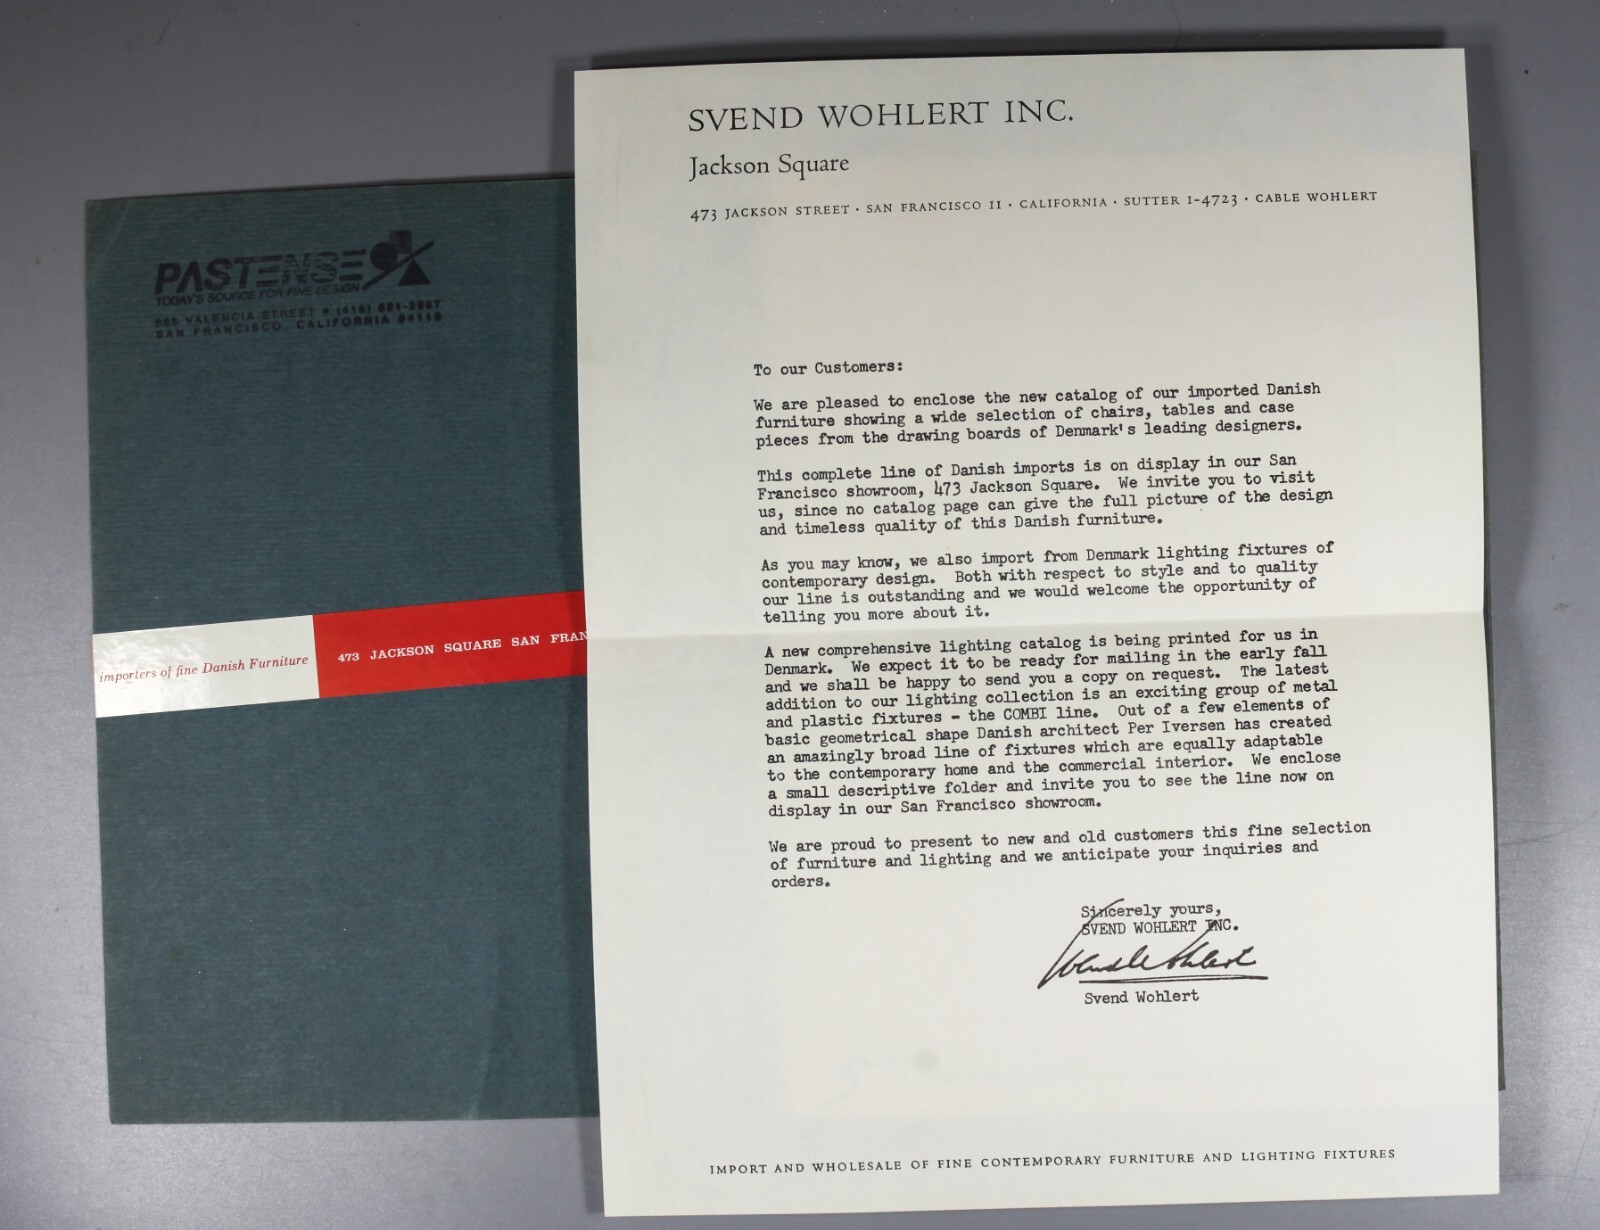 PASTENSE
TODAY'S SOURCE FOR FINE DESIGN
VALENCIA STREET • (415) 621-
SAN FRANCISCO, CALIFORNIA 94110
importers of fine Danish Furniture
473 JACKSON SQUARE SAN FRAN
SVEND WOHLERT INC.
Jackson Square
473 JACKSON STREET · SAN FRANCISCO 11 · CALIFORNIA · SUTTER 1-4723 · CABLE WOHLERT
To our Customers:
We are pleased to enclose the new catalog of our imported Danish
furniture showing a wide selection of chairs, tables and case
pieces from the drawing boards of Denmark's leading designers.
This complete line of Danish imports is on display in our San
Francisco showroom, 473 Jackson Square. We invite you to visit
us, since no catalog page can give the full picture of the design
and timeless quality of this Danish furniture.
As you may know, we also import from Denmark lighting fixtures of
contemporary design. Both with respect to style and to quality
our line is outstanding and we would welcome the opportunity of
telling you more about it.
A new comprehensive lighting catalog is being printed for us in
Denmark. We expect it to be ready for mailing in the early fall
and we shall be happy to send you a copy on request. The latest
addition to our lighting collection is an exciting group of metal
and plastic fixtures - the COMBI line. Out of a few elements of
basic geometrical shape Danish architect Per Iversen has created
an amazingly broad line of fixtures which are equally adaptable
to the contemporary home and the commercial interior. We enclose
a small descriptive folder and invite you to see the line now on
display in our San Francisco showroom.
We are proud to present to new and old customers this fine selection
of furniture and lighting and we anticipate your inquiries and
orders.
Sincerely yours,
SVEND WOHLERT INC.
Svend Wohlert
Svend Wohlert
IMPORT AND WHOLESALE OF FINE CONTEMPORARY FURNITURE AND LIGHTING FIXTURES